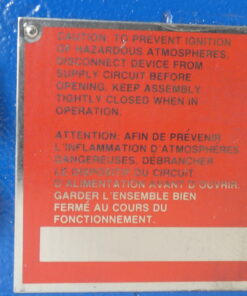 CAUTION: TO PREVENT IGNITION
OF HAZARDOUS ATMOSPHERES,
DISCONNECT DEVICE FROM
SUPPLY CIRCUIT BEFORE
OPENING. KEEP ASSEMBLY
TIGHTLY CLOSED WHEN IN
OPERATION.
ATTENTION: AFIN DE PRÉVENIR
L'INFLAMMATION D'ATMOSPHÈRES
DANGEREUSES, DÉBRANCHER
DU CIRCUIT
D'ALIMENTATION AVANT D'OUVRIR.
GARDER L'ENSEMBLE BIEN
FERMÉ AU COURS DU
FONCTIONNEMENT.